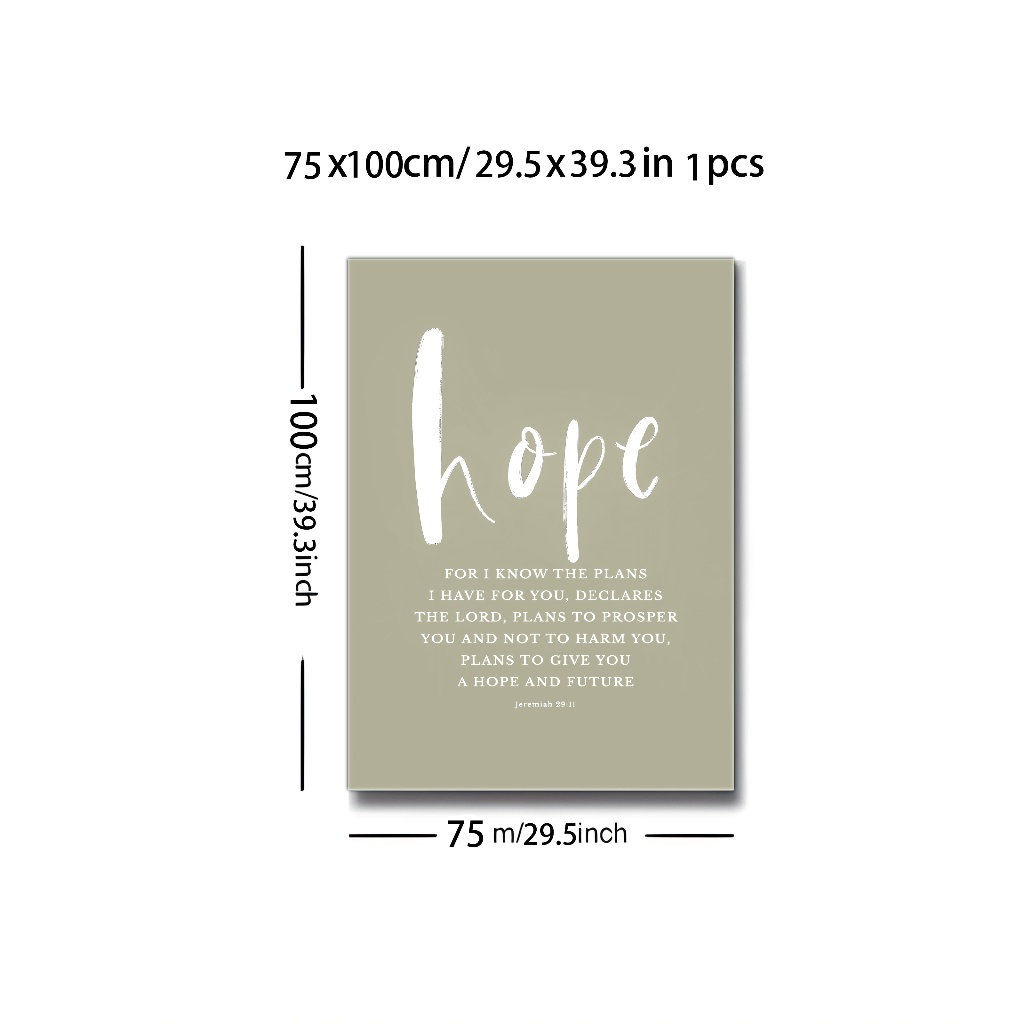 75x100cm/29.5x39.3in 1pcs
100cm/39.3inch
hope
FOR I KNOW THE PLANS
I HAVE FOR YOU, DECLARES
THE LORD, PLANS TO PROSPER
YOU AND NOT TO HARM YOU,
PLANS TO GIVE YOU
A HOPE AND FUTURE
Jeremiah 29:11
75 m/29.5inch